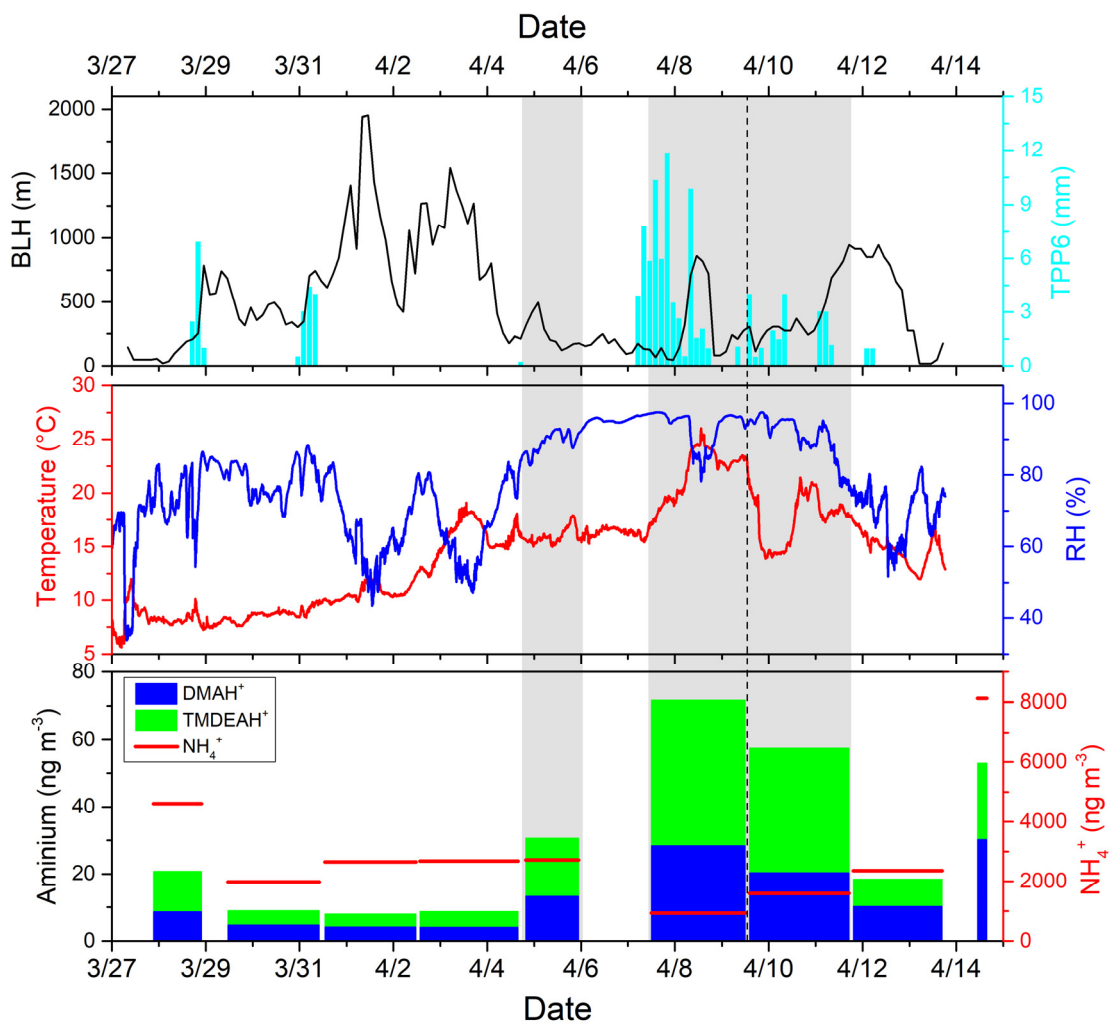 Date
3/27 3/29 3/31 4/2 4/4 4/6 4/8 4/10 4/12 4/14
BLH (m)
2000
1500
1000
500
0
TPP6 (mm)
15
12
9
6
3
0
Temperature (°C)
30
25
20
15
10
5
RH (%)
100
80
60
40
Aminium (ng m⁻³)
80
60
40
20
0
DMAH⁺
TMDEAH⁺
NH₄⁺
NH₄⁺ (ng m⁻³)
8000
6000
4000
2000
0
3/27 3/29 3/31 4/2 4/4 4/6 4/8 4/10 4/12 4/14
Date